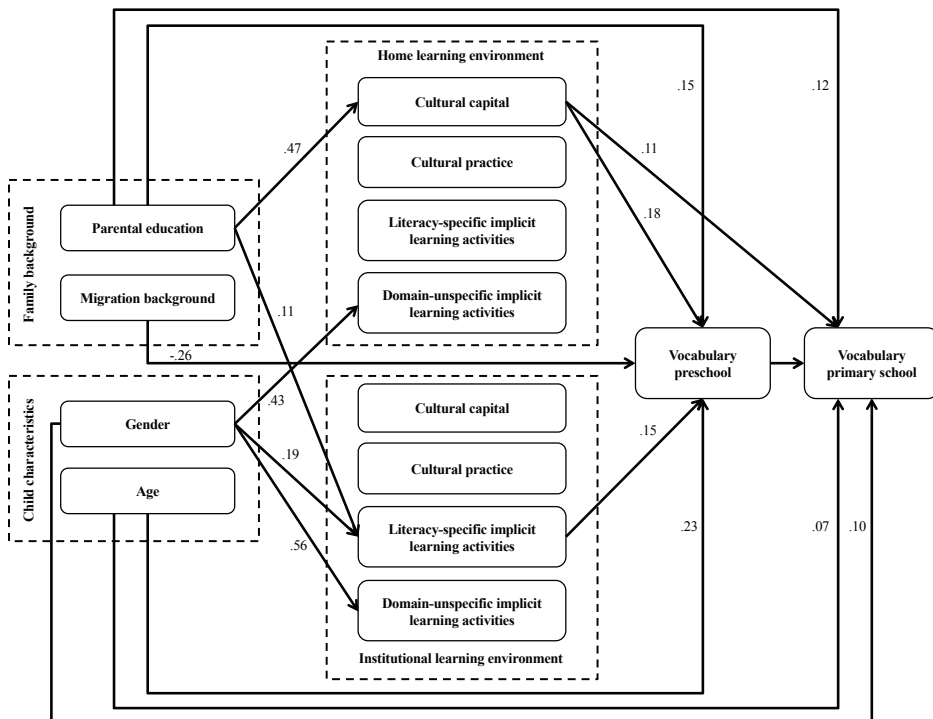 Home learning environment
Cultural capital
.15
.12
.47
.11
Cultural practice
Family background
Parental education
Literacy-specific implicit
learning activities
.18
Migration background
Domain-unspecific implicit
learning activities
.11
-.26
Vocabulary
preschool
Vocabulary
primary school
Child characteristics
Gender
.43
Cultural capital
.15
.19
Cultural practice
Age
Literacy-specific implicit
learning activities
.23
.07
.10
.56
Domain-unspecific implicit
learning activities
Institutional learning environment